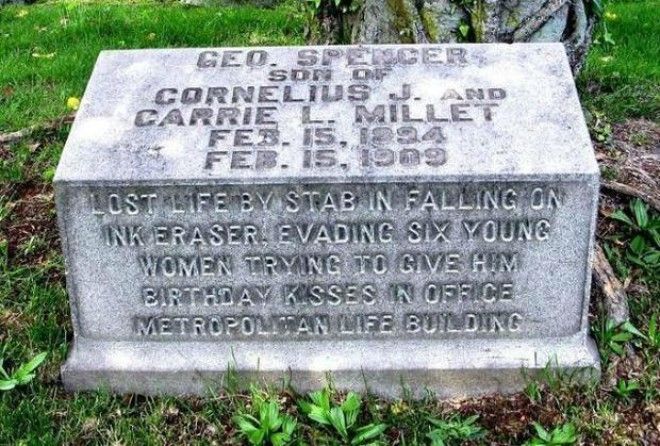 GEO. SPENCER
SON OF
CORNELIUS J. AND
CARRIE L. MILLET
FEB. 15, 1894
FEB. 15, 1909
LOST LIFE BY STAB IN FALLING ON
INK ERASER, EVADING SIX YOUNG
WOMEN TRYING TO GIVE HIM
BIRTHDAY KISSES IN OFFICE
METROPOLITAN LIFE BUILDING